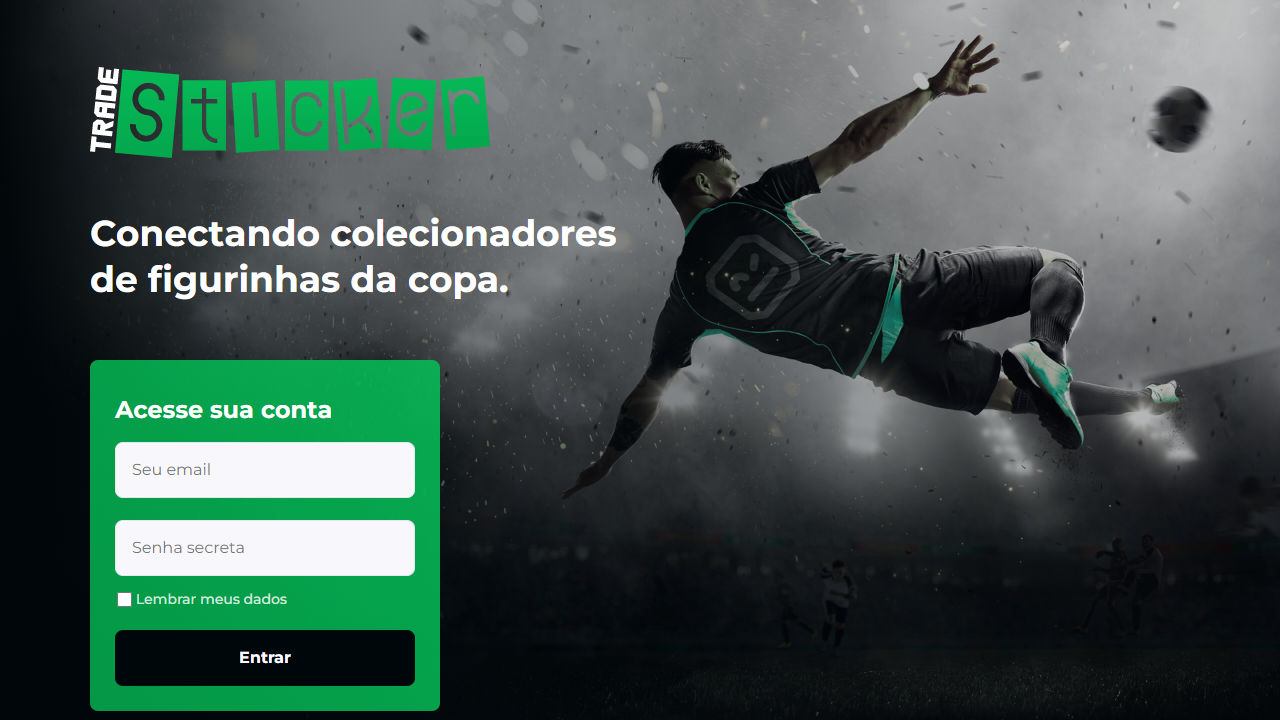 TRADE
Sticker
Conectando colecionadores
de figurinhas da copa.
Acesse sua conta
Seu email
Senha secreta
Lembrar meus dados
Entrar